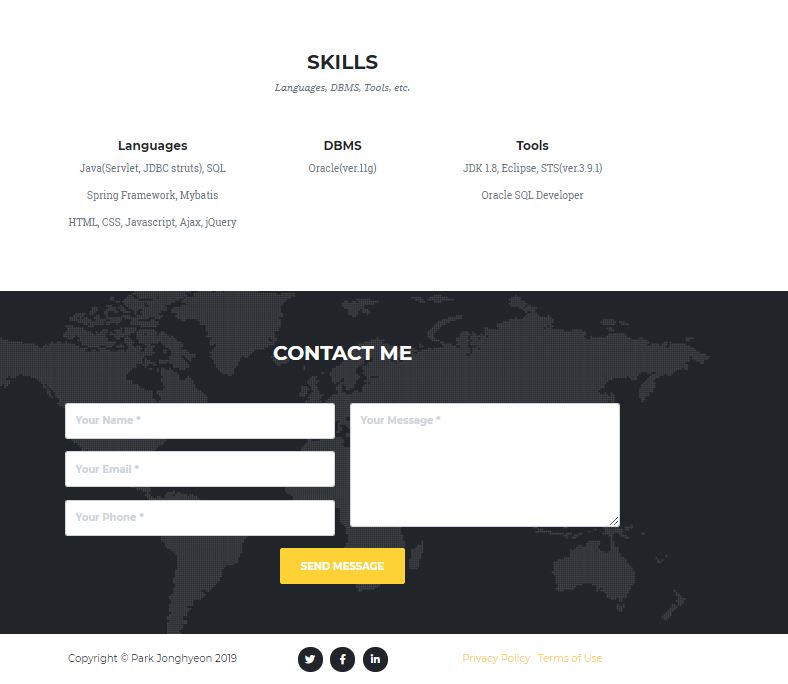 SKILLS
Languages, DBMS, Tools, etc.
Languages
Java(Servlet, JDBC struts), SQL
Spring Framework, Mybatis
HTML, CSS, Javascript, Ajax, jQuery
DBMS
Oracle(ver.11g)
Tools
JDK 1.8, Eclipse, STS(ver.3.9.1)
Oracle SQL Developer
CONTACT ME
Your Name *
Your Email *
Your Phone *
Your Message *
SEND MESSAGE
Copyright © Park Jonghyeon 2019
Privacy Policy Terms of Use